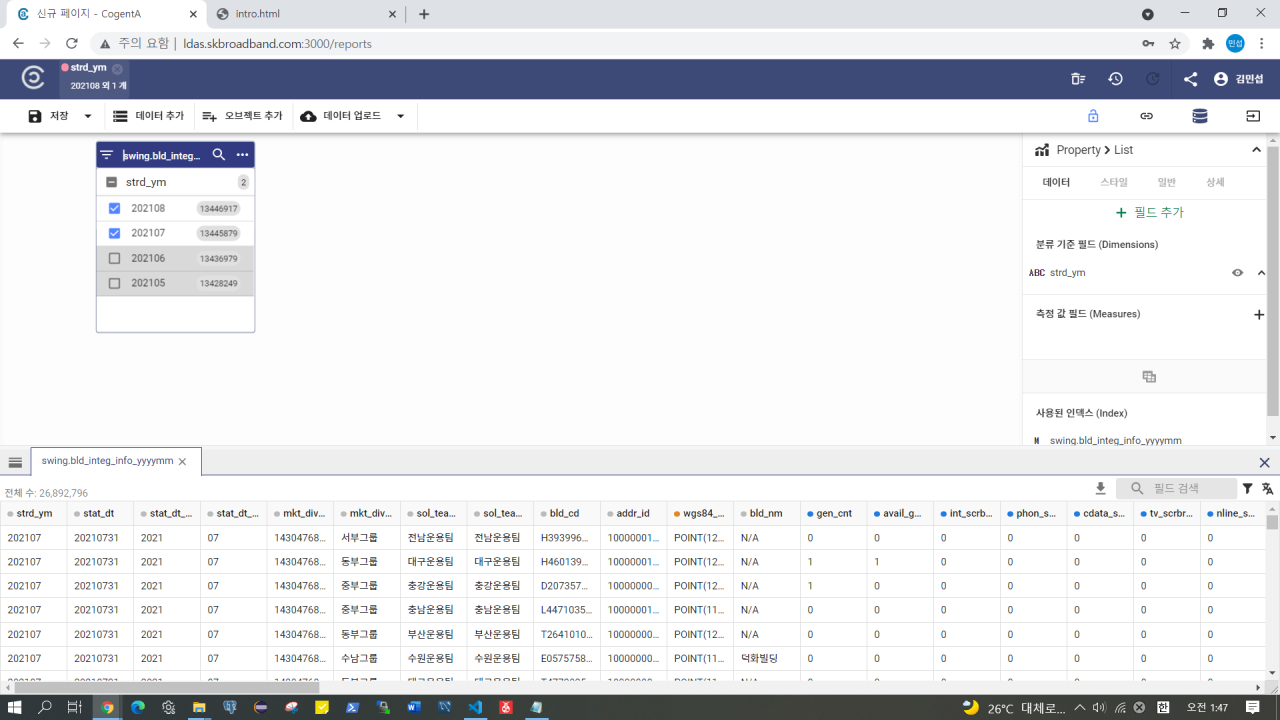 신규 페이지 - CogentA
intro.html
주의 요함 | ldas.skbroadband.com:3000/reports
민섭
strd_ym
202108 외 1 개
김민섭
저장 데이터 추가 오브젝트 추가 데이터 업로드
swing.bld_integ_...
strd_ym 2
202108 13446917
202107 13445879
202106 13436979
202105 13428249
Property > List
데이터 스타일 일반 상세
+ 필드 추가
분류 기준 필드 (Dimensions)
ABC strd_ym
측정 값 필드 (Measures)
사용된 인덱스 (Index)
M swing.bld_integ_info_yyyymm
swing.bld_integ_info_yyyymm
전체 수: 26,892,796
필드 검색
strd_ym stat_dt stat_dt_... stat_dt_... mkt_div... mkt_div... sol_tea... sol_tea... bld_cd addr_id wgs84_... bld_nm gen_cnt avail_g... int_scrb... phon_s... cdata_s... tv_scrbr... nline_s...
202107 20210731 2021 07 14304768... 서부그룹 전남운용팀 전남운용팀 H393996... 10000001... POINT(12... N/A 0 0 0 0 0 0 0
202107 20210731 2021 07 14304768... 동부그룹 대구운용팀 대구운용팀 H460139... 10000000... POINT(12... N/A 1 1 0 0 0 0 0
202107 20210731 2021 07 14304768... 중부그룹 충강운용팀 충강운용팀 D207357... 10000000... POINT(12... N/A 1 0 0 0 0 0 0
202107 20210731 2021 07 14304768... 중부그룹 충남운용팀 충남운용팀 L4471035... 10000001... POINT(11... N/A 0 0 0 0 0 0 0
202107 20210731 2021 07 14304768... 동부그룹 부산운용팀 부산운용팀 T2641010... 10000000... POINT(12... N/A 0 0 0 0 0 0 0
202107 20210731 2021 07 14304768... 수남그룹 수원운용팀 수원운용팀 E0575758... 10000000... POINT(11... 덕화빌딩 0 0 0 0 0 0 0
26°C 대체로... 한 오전 1:47